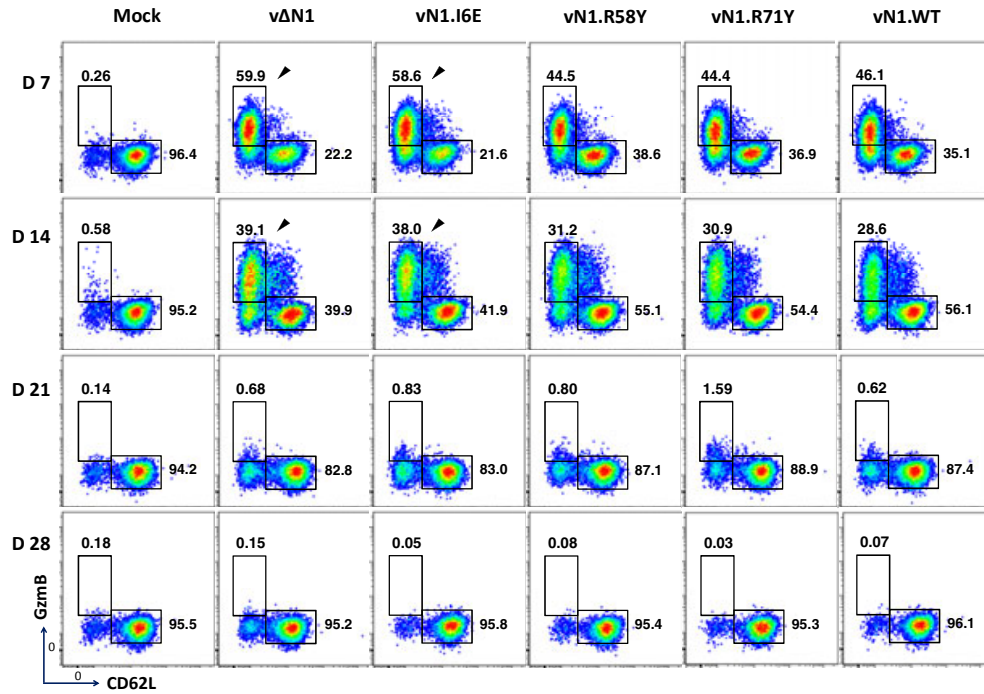 Mock vΔN1 vN1.I6E vN1.R58Y vN1.R71Y vN1.WT
D 7
0.26 59.9 58.6 44.5 44.4 46.1
96.4 22.2 21.6 38.6 36.9 35.1
D 14
0.58 39.1 38.0 31.2 30.9 28.6
95.2 39.9 41.9 55.1 54.4 56.1
D 21
0.14 0.68 0.83 0.80 1.59 0.62
94.2 82.8 83.0 87.1 88.9 87.4
D 28
0.18 0.15 0.05 0.08 0.03 0.07
95.5 95.2 95.8 95.4 95.3 96.1
GzmB
0
0
CD62L